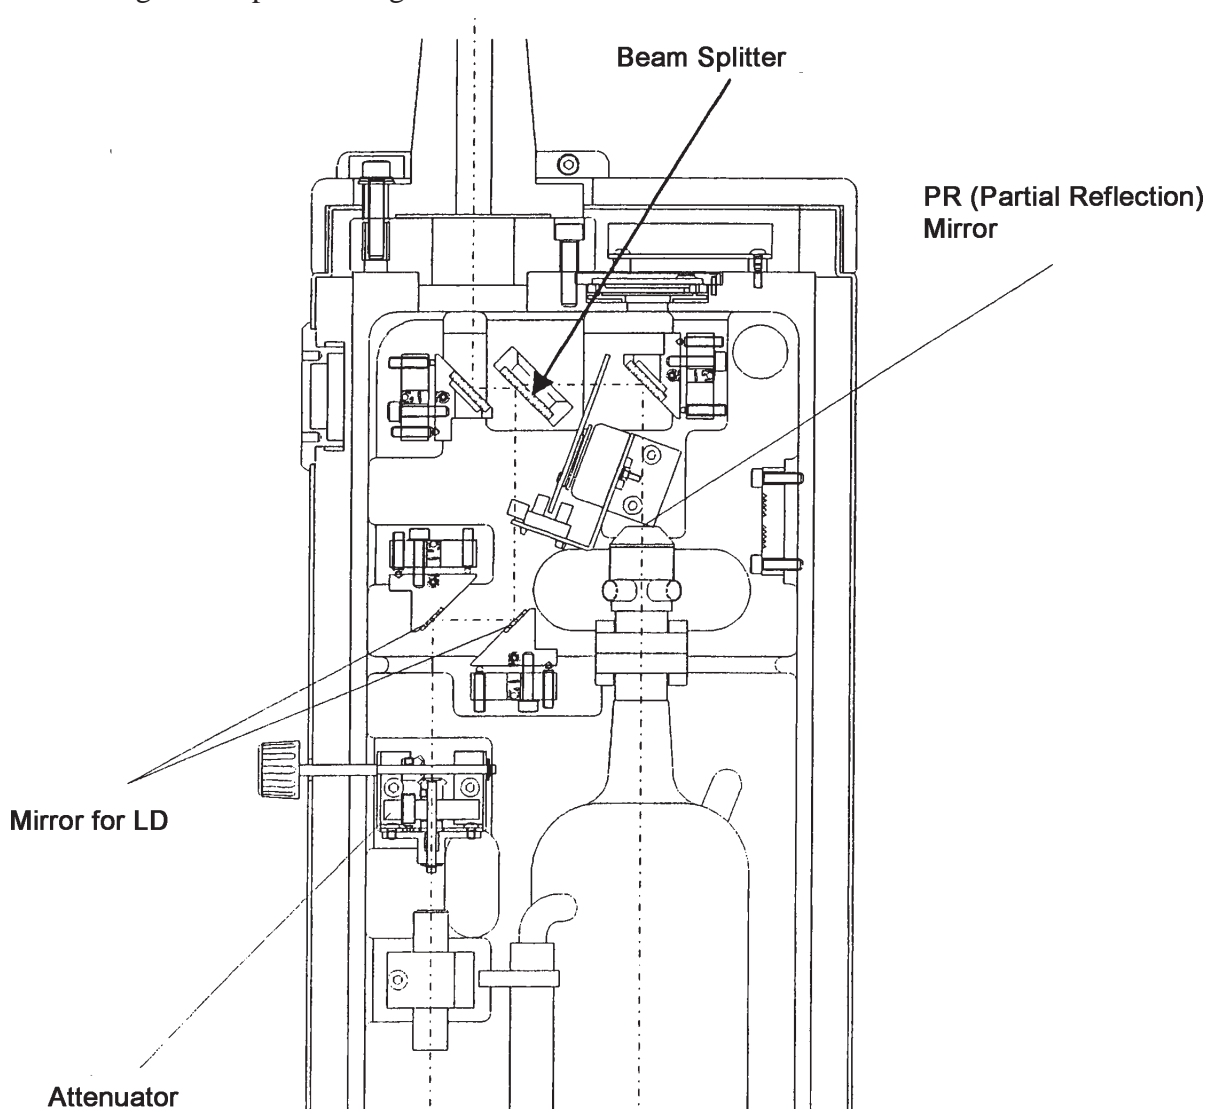 Beam Splitter
PR (Partial Reflection)
Mirror
Mirror for LD
Attenuator